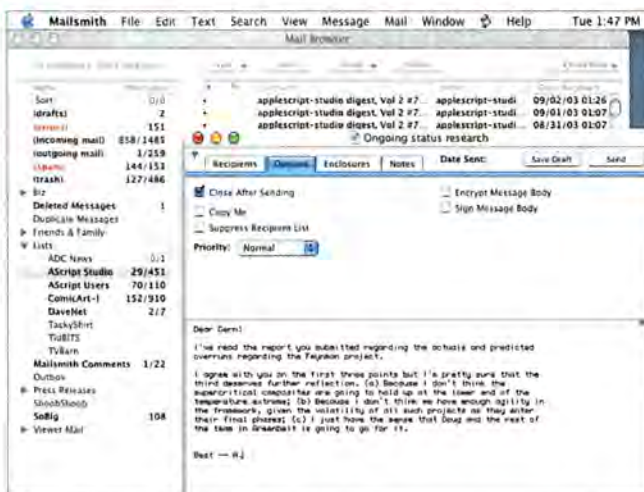 Mailsmith File Edit Text Search View Message Mail Window Help Tue 1:47 PM
Mail Browser
Sort 0/0
(drafts) 2
(errors) 151
(incoming mail) 858/1485
(outgoing mail) 1/259
(spam) 144/153
(trash) 127/486
Biz
Deleted Messages 1
Duplicate Messages
Friends & Family
Lists
ADC News 0/1
AScript Studio 29/451
AScript Users 70/110
ComicArt-l 152/910
DaveNet 2/7
TackyShirt
TidBITS
TVBarn
Mailsmith Comments 1/22
Outbox
Press Releases
ShoobShoob
SoBig 108
Viewer Mail
applescript-studio digest, Vol 2 #7... applescript-studi... 09/02/03 01:26
applescript-studio digest, Vol 2 #7... applescript-studi... 09/01/03 01:07
applescript-studio digest, Vol 2 #7... applescript-studi... 08/31/03 01:07
Ongoing status research
Recipients Options Enclosures Notes Date Sent: Save Draft Send
Close After Sending Encrypt Message Body
Copy Me Sign Message Body
Suppress Recipient List
Priority: Normal
I've read the report you submitted regarding the actuals and predicted
overruns regarding the Feynman project.
I agree with you on the first three points but I'm pretty sure that the
third deserves further reflection. (a) Because I don't think the
supercritical composites are going to hold up at the lower end of the
temperature extreme; (b) Because I don't think we have enough agility in
the framework, given the volatility of all such projects as they enter
their final phases; (c) I just have the sense that Doug and the rest of
the team in Greenbelt is going to go for it.
Best — A.